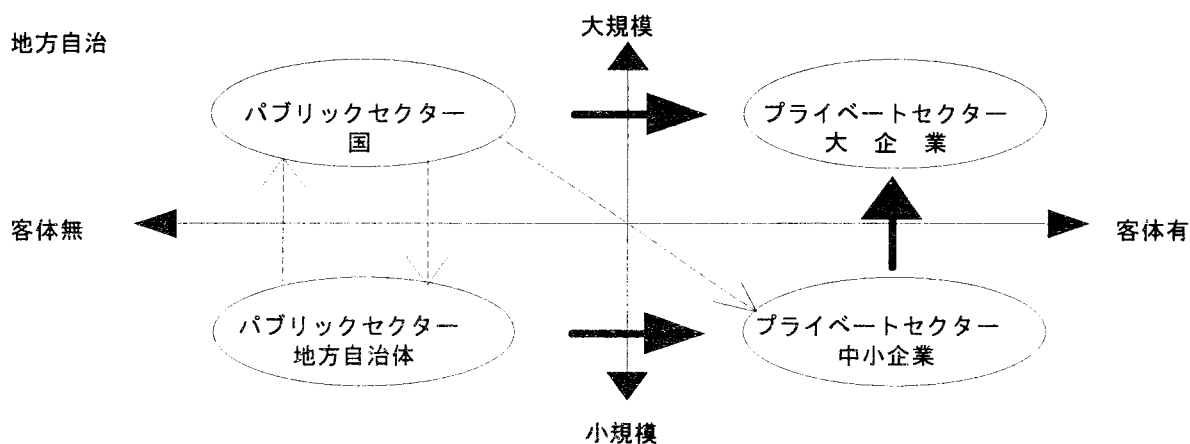 地方自治
大規模
パブリックセクター
国
プライベートセクター
大　企　業
客体無
客体有
パブリックセクター
地方自治体
プライベートセクター
中小企業
小規模